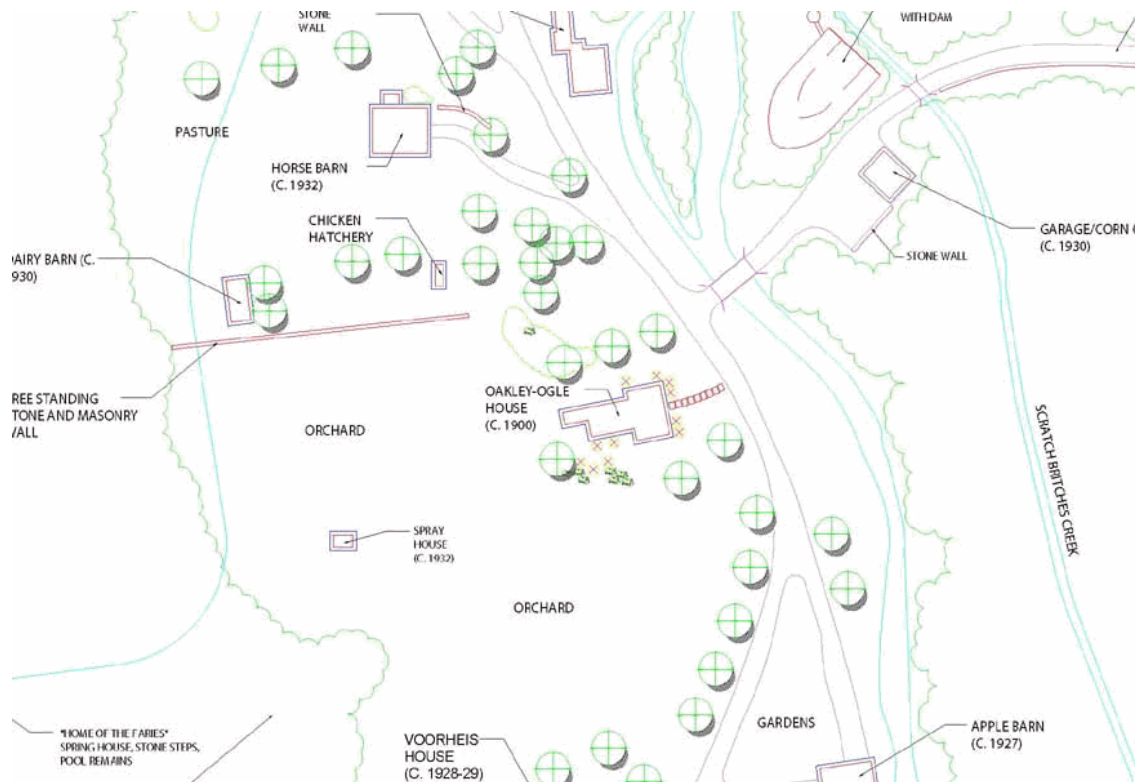 STONE
WALL
WITH DAM
PASTURE
HORSE BARN
(C. 1932)
CHICKEN
HATCHERY
GARAGE/CORN
(C. 1930)
STONE WALL
AIRY BARN (C.
930)
OAKLEY-OGLE
HOUSE
(C. 1900)
REE STANDING
TONE AND MASONRY
ALL
ORCHARD
SCRATCH BRITCHES CREEK
SPRAY
HOUSE
(C. 1932)
ORCHARD
GARDENS
APPLE BARN
(C. 1927)
"HOME OF THE FARIES"
SPRING HOUSE, STONE STEPS,
POOL REMAINS
VOORHEIS
HOUSE
(C. 1928-29)